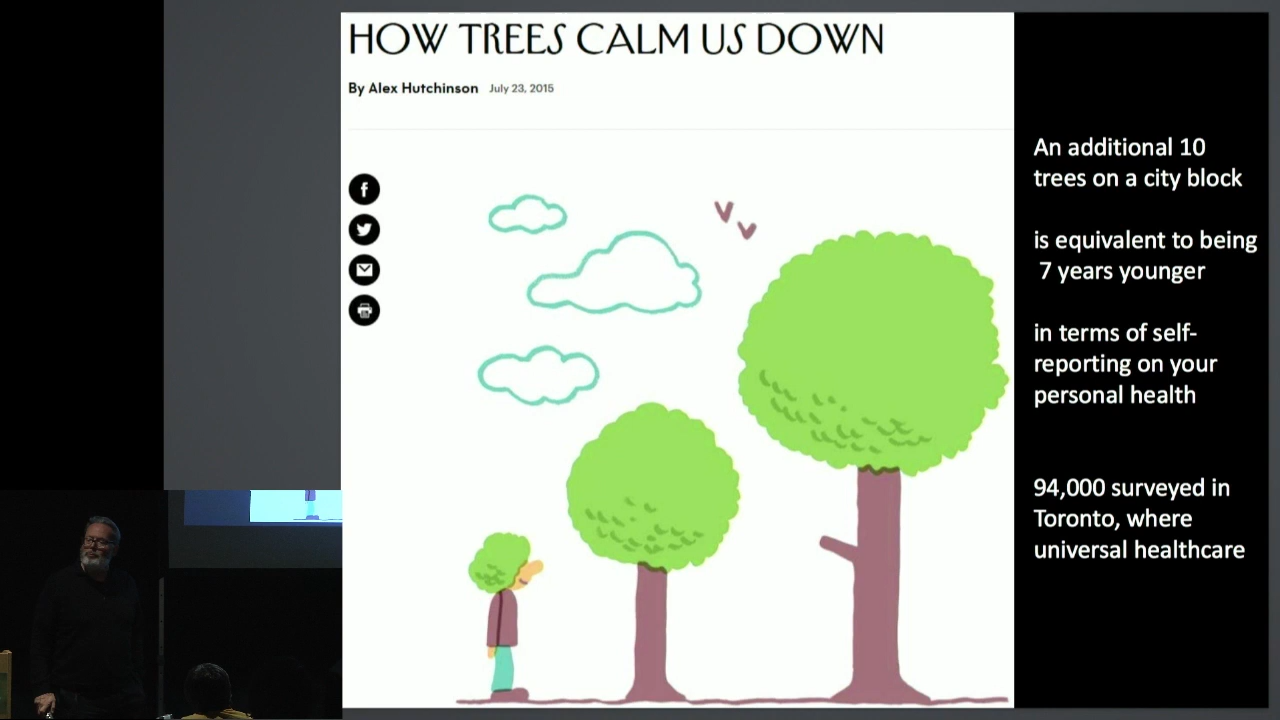 HOW TREES CALM US DOWN
By Alex Hutchinson July 23, 2015
An additional 10
trees on a city block
is equivalent to being
7 years younger
in terms of self-
reporting on your
personal health
94,000 surveyed in
Toronto, where
universal healthcare